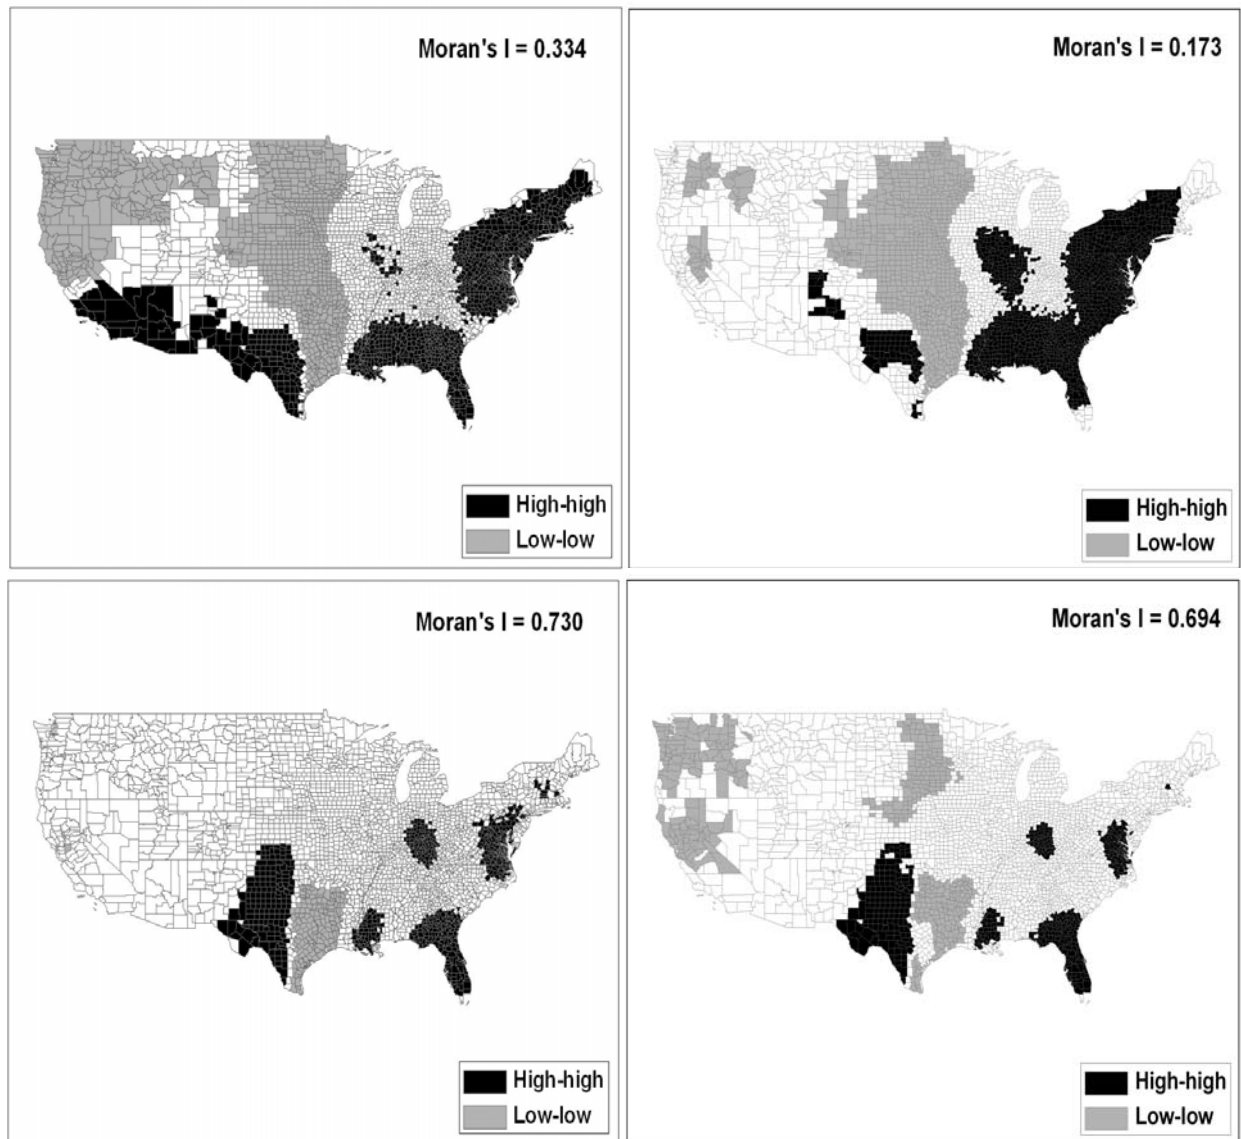 Moran's I = 0.334
High-high
Low-low
Moran's I = 0.173
High-high
Low-low
Moran's I = 0.730
High-high
Low-low
Moran's I = 0.694
High-high
Low-low